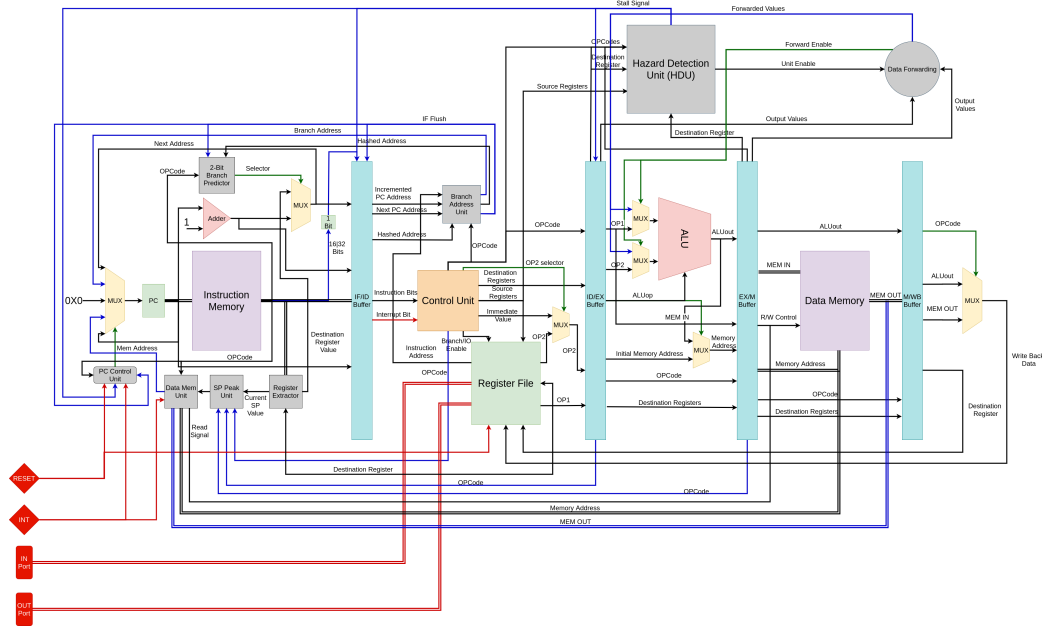 Stall Signal
Forwarded Values
OPCodes
Destination
Register
Hazard Detection
Unit (HDU)
Forward Enable
Unit Enable
Data Forwarding
Source Registers
Output
Values
Output Values
IF Flush
Destination Register
Branch Address
Hashed Address
Next Address
2-Bit
Branch
Predictor
OPCode
Selector
MUX
Adder
1
1
Bit
16|32
Bits
Incremented
PC Address
Next PC Address
Hashed Address
Branch
Address
Unit
OPCode
OPCode
OP1
OP2
MUX
MUX
ALU
ALUout
ALUout
OPCode
0X0
MUX
PC
Instruction
Memory
IF/ID
Buffer
Instruction Bits
Interrupt Bit
Control Unit
OP2 selector
Destination
Registers
Source
Registers
Immediate
Value
MUX
OP2
OP2
ID/EX
Buffer
ALUop
MEM IN
EX/M
Buffer
MEM IN
Data Memory
R/W Control
MEM OUT
M/WB
Buffer
ALUout
MEM OUT
MUX
Write Back
Data
Mem Address
PC Control
Unit
OPCode
Destination
Register
Value
Instruction
Address
Branch/IO
Enable
OPCode
Register File
OP1
Initial Memory Address
MUX
Memory
Address
Memory Address
OPCode
OPCode
Destination Registers
Destination Registers
Destination
Register
Data Mem
Unit
SP Peak
Unit
Current
SP
Value
Register
Extractor
Read
Signal
RESET
Destination Register
OPCode
OPCode
INT
Memory Address
MEM OUT
IN
Port
OUT
Port